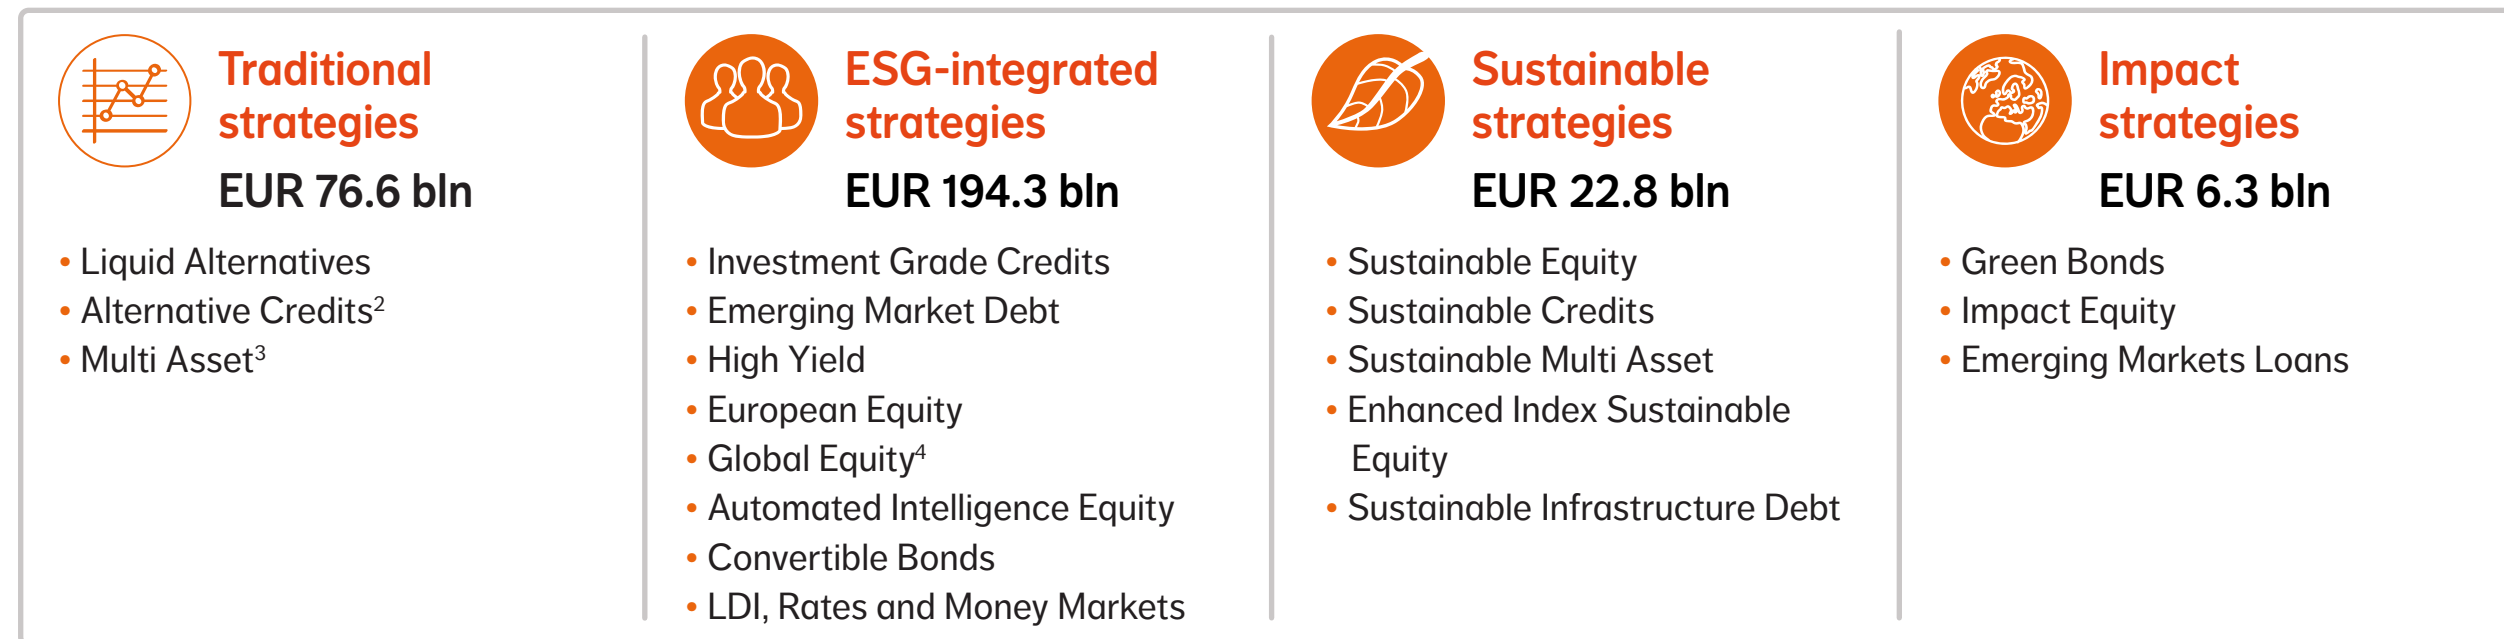 Traditional
strategies
EUR 76.6 bln
• Liquid Alternatives
• Alternative Credits²
• Multi Asset³
ESG-integrated
strategies
EUR 194.3 bln
• Investment Grade Credits
• Emerging Market Debt
• High Yield
• European Equity
• Global Equity⁴
• Automated Intelligence Equity
• Convertible Bonds
• LDI, Rates and Money Markets
Sustainable
strategies
EUR 22.8 bln
• Sustainable Equity
• Sustainable Credits
• Sustainable Multi Asset
• Enhanced Index Sustainable
Equity
• Sustainable Infrastructure Debt
Impact
strategies
EUR 6.3 bln
• Green Bonds
• Impact Equity
• Emerging Markets Loans